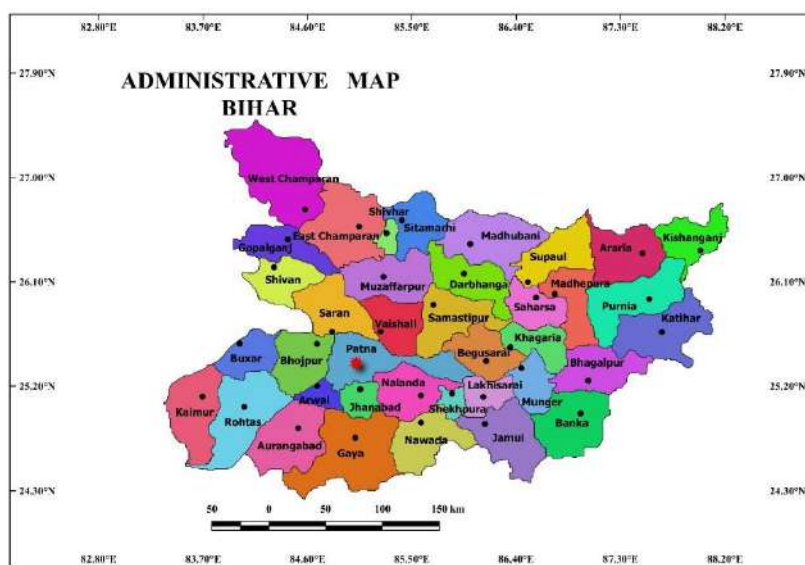 82.80°E 83.70°E 84.60°E 85.50°E 86.40°E 87.30°E 88.20°E
27.90°N 27.90°N
ADMINISTRATIVE MAP
BIHAR
27.00°N 27.00°N
West Champaran
Shivhar
East Champaran Sitamarhi Madhubani Kishanganj
Gopalganj Supaul Araria
26.10°N 26.10°N
Shivan Muzaffarpur Darbhanga Madhepura
Saharsa Purnia
Saran Vaishali Samastipur Katihar
Khagaria
Buxar Bhojpur Patna Begusarai Bhagalpur
25.20°N 25.20°N
Kaimur Rohtas Arwal Jhanabad Nalanda Lakhisarai Munger
Shekhpura Banka
Aurangabad Gaya Nawada Jamui
24.30°N 24.30°N
50 0 50 100 150 km
82.80°E 83.70°E 84.60°E 85.50°E 86.40°E 87.30°E 88.20°E